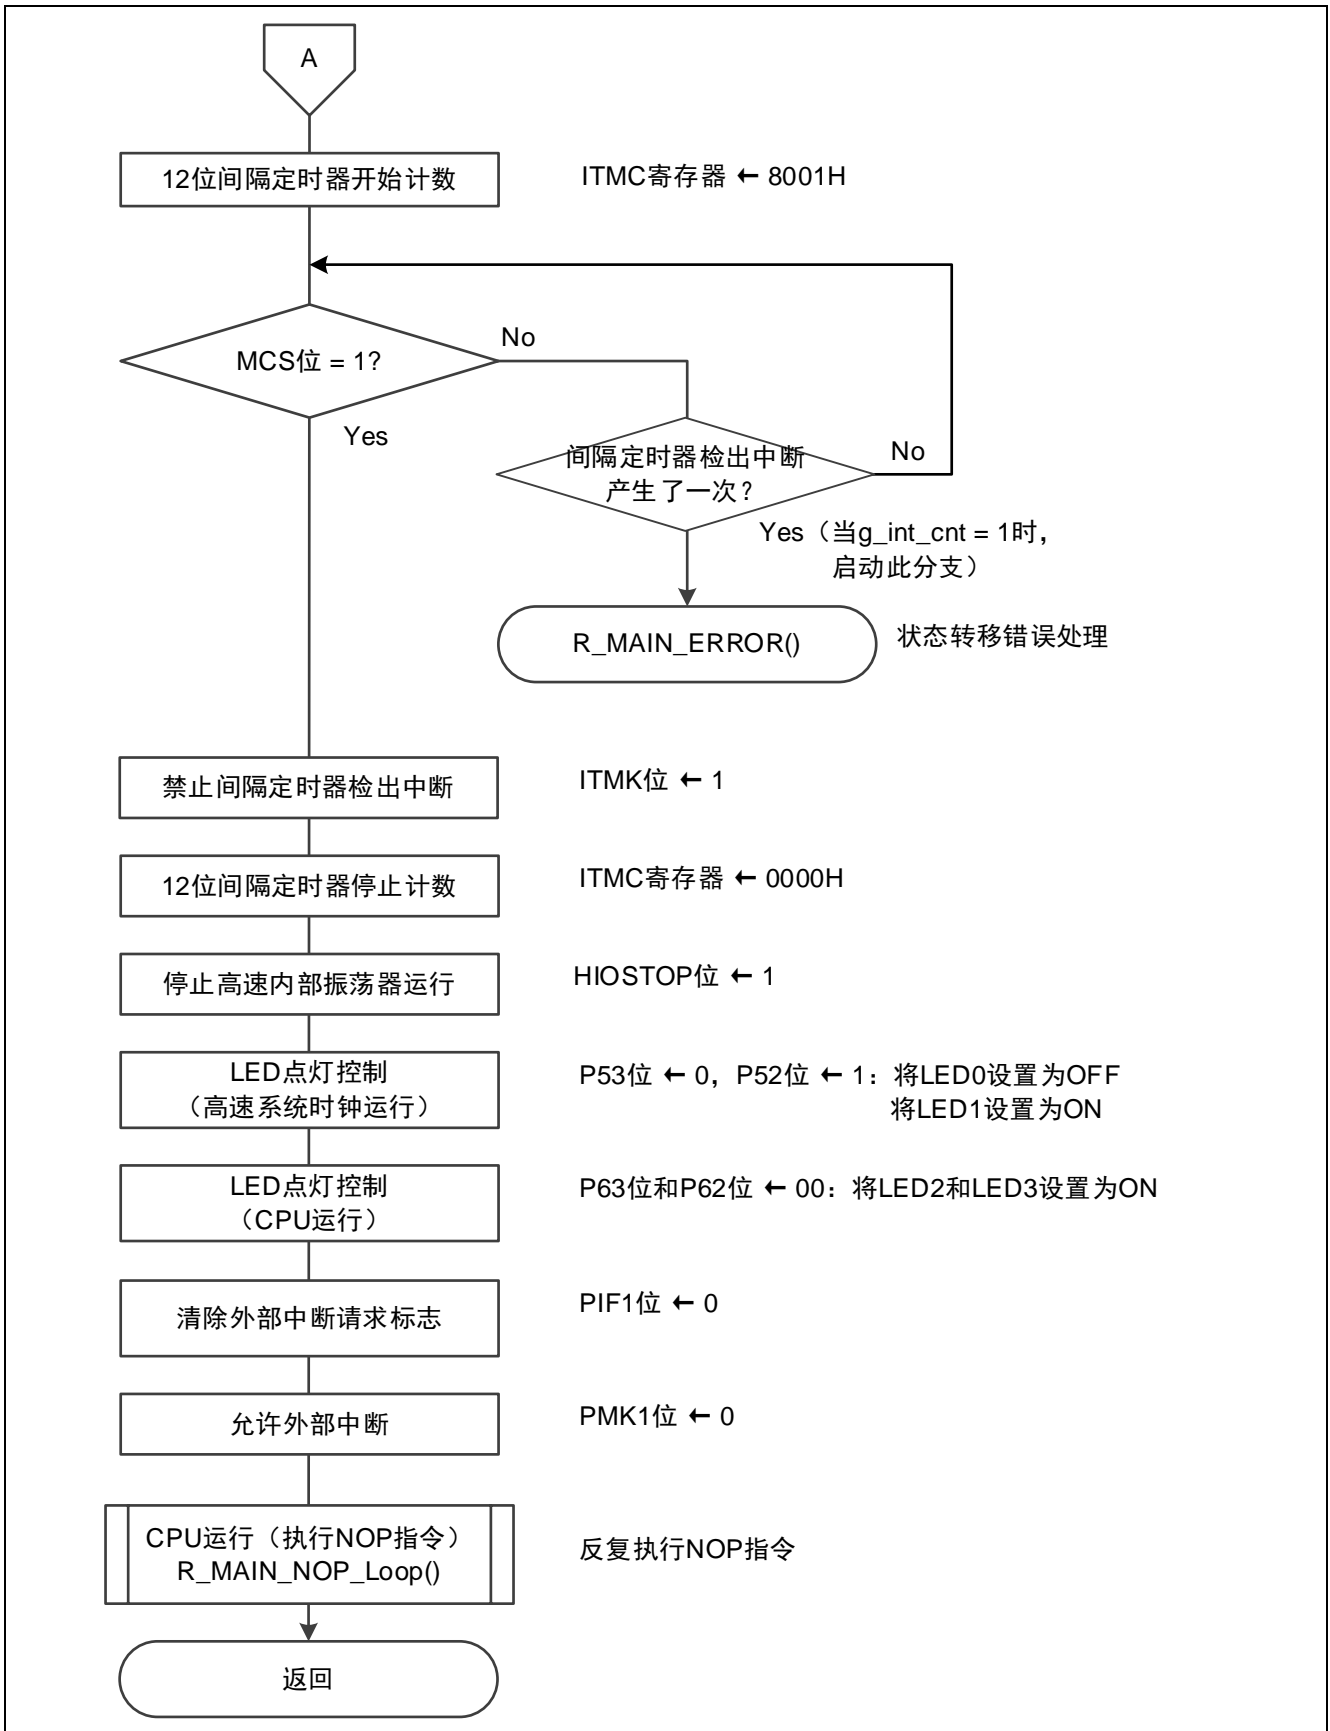 A
12位间隔定时器开始计数
ITMC寄存器 ← 8001H
MCS位 = 1?
No
Yes
间隔定时器检出中断
产生了一次？
No
Yes（当g_int_cnt = 1时，
启动此分支）
R_MAIN_ERROR()
状态转移错误处理
禁止间隔定时器检出中断
ITMK位 ← 1
12位间隔定时器停止计数
ITMC寄存器 ← 0000H
停止高速内部振荡器运行
HIOSTOP位 ← 1
LED点灯控制
（高速系统时钟运行）
P53位 ← 0，P52位 ← 1：将LED0设置为OFF
将LED1设置为ON
LED点灯控制
（CPU运行）
P63位和P62位 ← 00：将LED2和LED3设置为ON
清除外部中断请求标志
PIF1位 ← 0
允许外部中断
PMK1位 ← 0
CPU运行（执行NOP指令）
R_MAIN_NOP_Loop()
反复执行NOP指令
返回